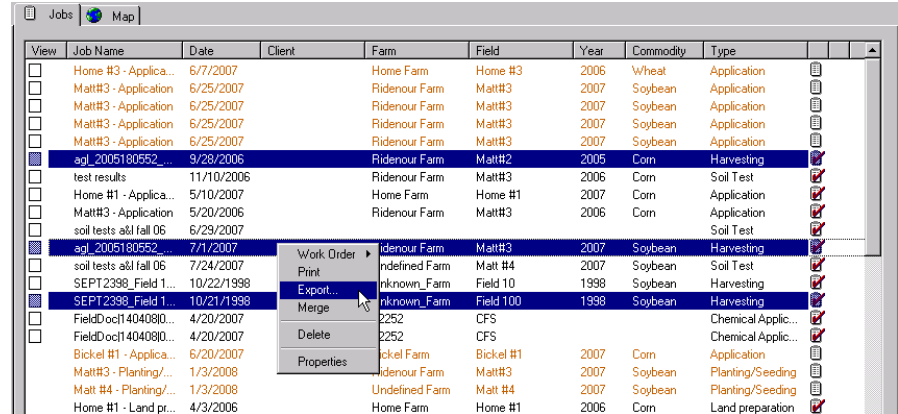 Jobs Map
View Job Name Date Client Farm Field Year Commodity Type
Home #3 - Applica... 6/7/2007 Home Farm Home #3 2006 Wheat Application
Matt#3 - Application 6/25/2007 Ridenour Farm Matt#3 2007 Soybean Application
Matt#3 - Application 6/25/2007 Ridenour Farm Matt#3 2007 Soybean Application
Matt#3 - Application 6/25/2007 Ridenour Farm Matt#3 2007 Soybean Application
Matt#3 - Application 6/25/2007 Ridenour Farm Matt#3 2007 Soybean Application
agl_2005180552_... 9/28/2006 Ridenour Farm Matt#2 2005 Corn Harvesting
test results 11/10/2006 Ridenour Farm Matt#3 2006 Corn Soil Test
Home #1 - Applica... 5/10/2007 Home Farm Home #1 2007 Corn Application
Matt#3 - Application 5/20/2006 Ridenour Farm Matt#3 2006 Corn Application
soil tests a&l fall 06 6/29/2007 Soil Test
agl_2005180552_... 7/1/2007 idenour Farm Matt#3 2007 Soybean Harvesting
soil tests a&l fall 06 7/24/2007 ndefined Farm Matt #4 2007 Soybean Soil Test
SEPT2398_Field 1... 10/22/1998 nknown_Farm Field 10 1998 Soybean Harvesting
SEPT2398_Field 1... 10/21/1998 nknown_Farm Field 100 1998 Soybean Harvesting
FieldDoc|140408|0... 4/20/2007 2252 CFS Chemical Applic...
FieldDoc|140408|0... 4/20/2007 2252 CFS Chemical Applic...
Bickel #1 - Applica... 6/20/2007 ickel Farm Bickel #1 2007 Corn Application
Matt#3 - Planting/... 1/3/2008 Ridenour Farm Matt#3 2007 Soybean Planting/Seeding
Matt #4 - Planting/... 1/3/2008 Undefined Farm Matt #4 2007 Soybean Planting/Seeding
Home #1 - Land pr... 4/3/2006 Home Farm Home #1 2006 Corn Land preparation
Work Order
Print
Export...
Merge
Delete
Properties